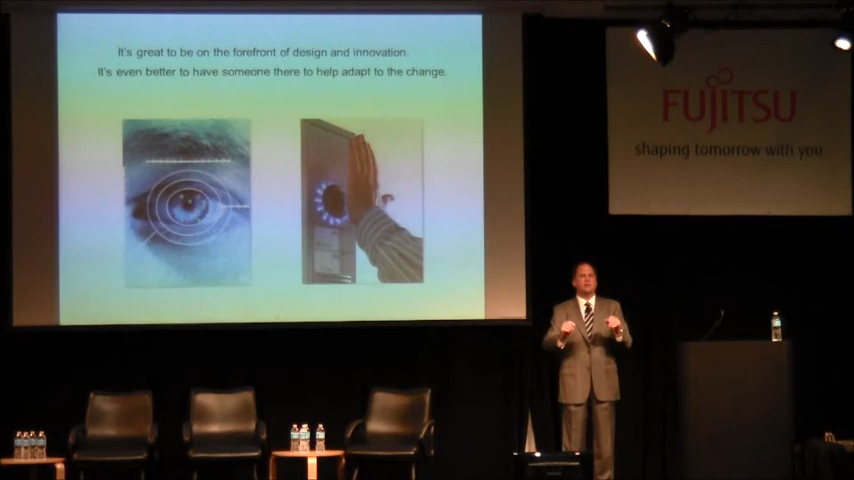 It's great to be on the forefront of design and innovation.
It's even better to have someone there to help adapt to the change.
FUJITSU
shaping tomorrow with you